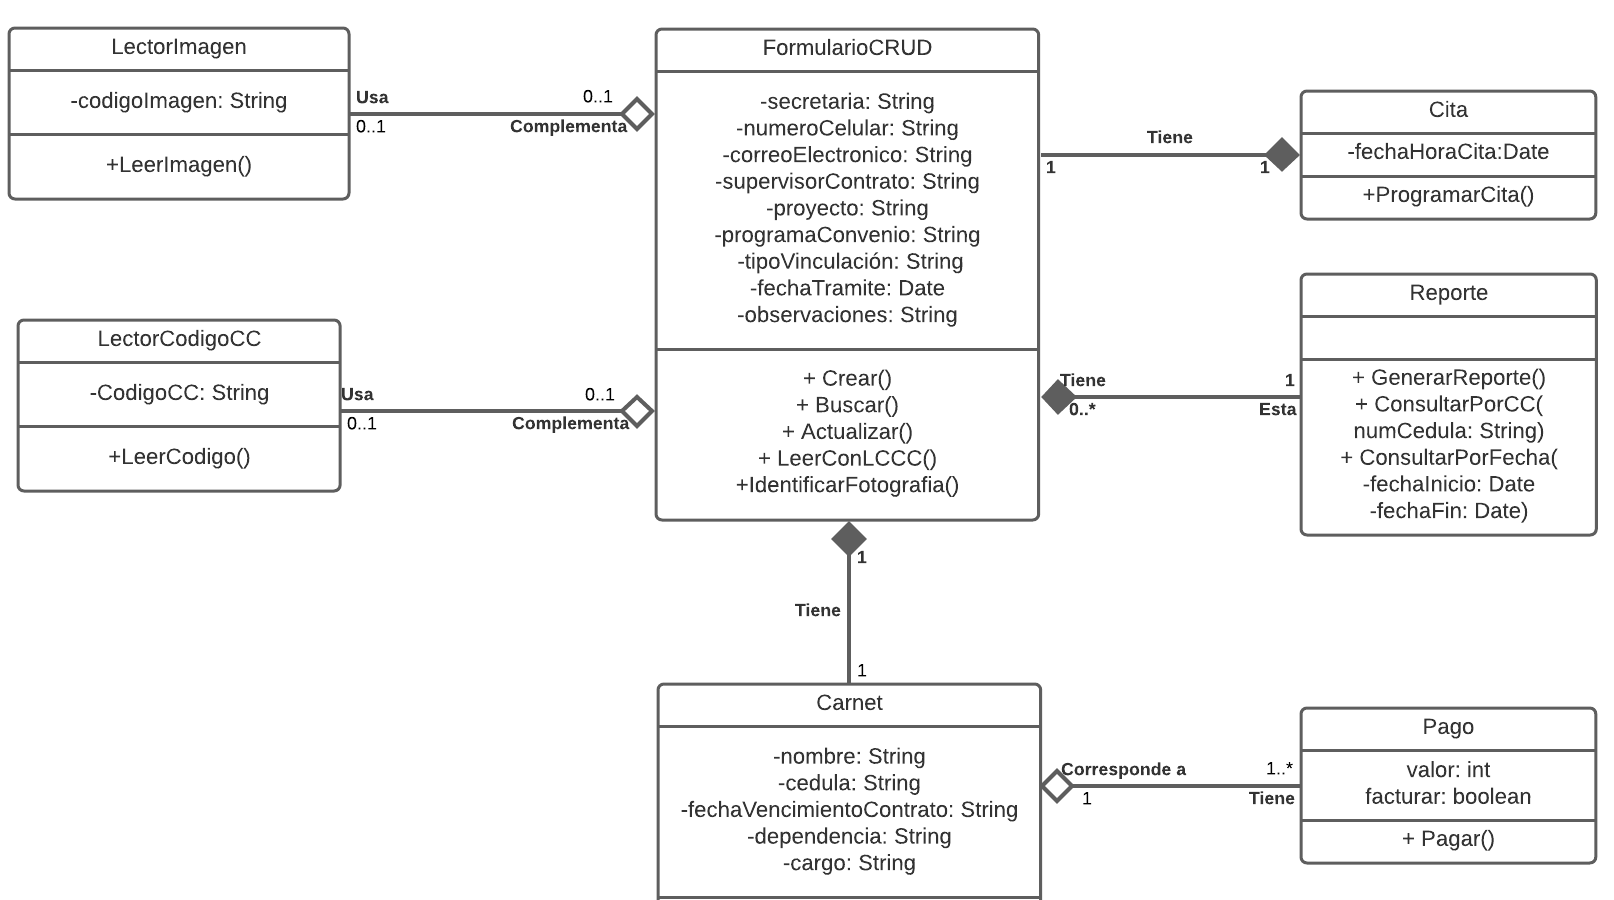 LectorImagen
-codigoImagen: String
+LeerImagen()
Usa
0..1
0..1
Complementa
FormularioCRUD
-secretaria: String
-numeroCelular: String
-correoElectronico: String
-supervisorContrato: String
-proyecto: String
-programaConvenio: String
-tipoVinculación: String
-fechaTramite: Date
-observaciones: String
+ Crear()
+ Buscar()
+ Actualizar()
+ LeerConLCCC()
+IdentificarFotografia()
Tiene
1
1
Cita
-fechaHoraCita:Date
+ProgramarCita()
LectorCodigoCC
-CodigoCC: String
+LeerCodigo()
Usa
0..1
0..1
Complementa
Tiene
0..*
1
Esta
Reporte
+ GenerarReporte()
+ ConsultarPorCC(
numCedula: String)
+ ConsultarPorFecha(
-fechaInicio: Date
-fechaFin: Date)
1
Tiene
1
Carnet
-nombre: String
-cedula: String
-fechaVencimientoContrato: String
-dependencia: String
-cargo: String
Corresponde a
1
1..*
Tiene
Pago
valor: int
facturar: boolean
+ Pagar()